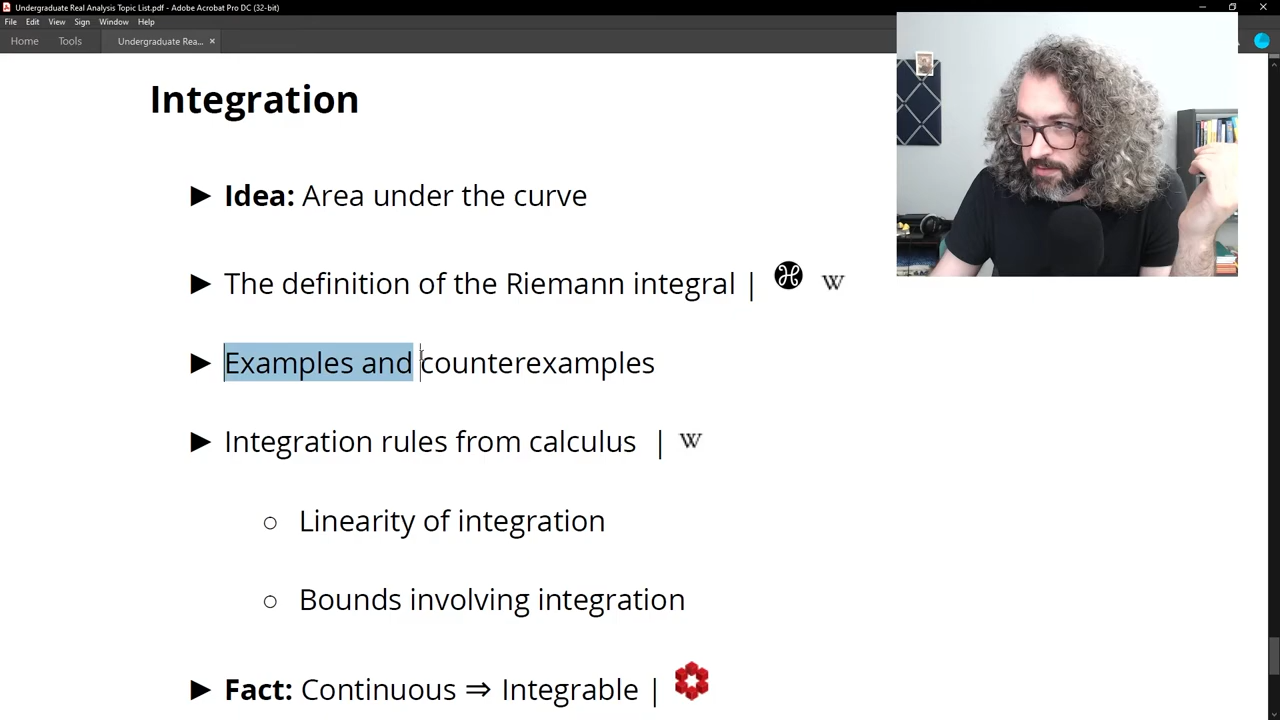 Undergraduate Real Analysis Topic List.pdf - Adobe Acrobat Pro DC (32-bit)
File Edit View Sign Window Help
Home Tools Undergraduate Rea... ×
Integration
► Idea: Area under the curve
► The definition of the Riemann integral | W
► Examples and counterexamples
► Integration rules from calculus | W
○ Linearity of integration
○ Bounds involving integration
► Fact: Continuous ⇒ Integrable |